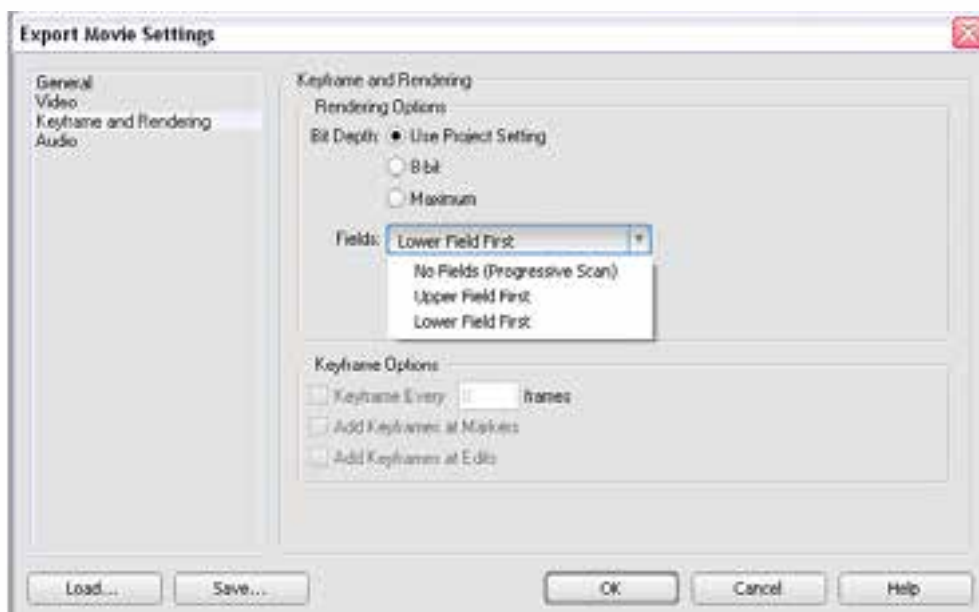 Export Movie Settings
General
Video
Keyframe and Rendering
Audio
Keyframe and Rendering
Rendering Options
Bit Depth: Use Project Setting
8-bit
Maximum
Fields: Lower Field First
No Fields (Progressive Scan)
Upper Field First
Lower Field First
Keyframe Options
Keyframe Every frames
Add Keyframes at Markers
Add Keyframes at Edits
Load... Save... OK Cancel Help